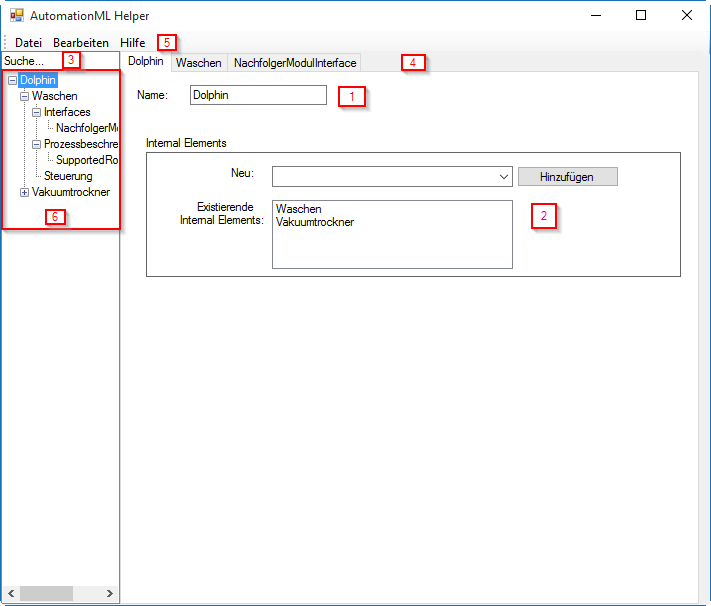 AutomationML Helper
Datei Bearbeiten Hilfe 5
Suche... 3
Dolphin Waschen NachfolgerModulInterface 4
Dolphin
Waschen
Interfaces
NachfolgerMo
Prozessbeschre
SupportedRo
Steuerung
Vakuumtrockner
6
Name: Dolphin 1
Internal Elements
Neu: Hinzufügen
Existierende
Internal Elements:
Waschen
Vakuumtrockner
2